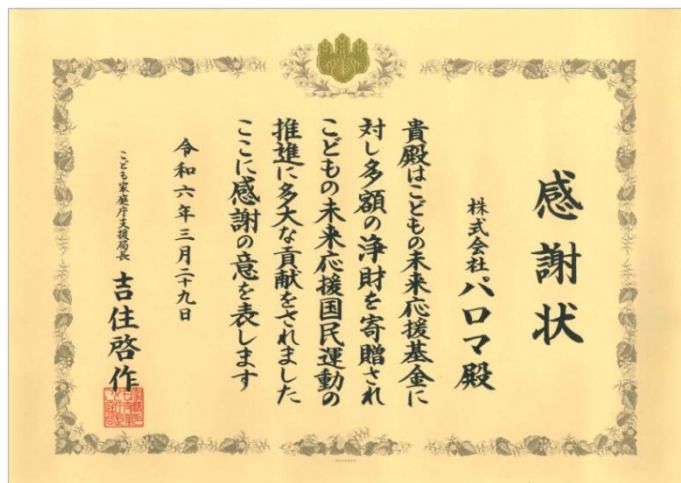 感謝状
株式会社パロマ殿
貴殿はこどもの未来応援基金に
対し多額の浄財を寄贈され
こどもの未来応援国民運動の
推進に多大な貢献をされました
ここに感謝の意を表します
令和六年三月二十九日
こども家庭庁支援局長 吉住啓作